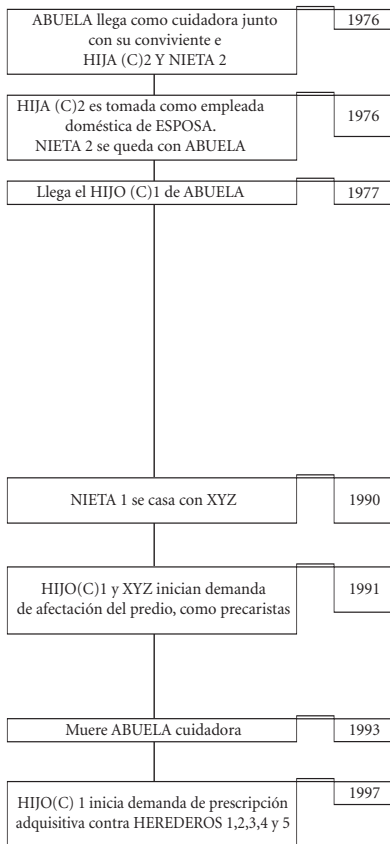 ABUELA llega como cuidadora junto
con su conviviente e
HIJA (C)2 Y NIETA 2
1976
HIJA (C)2 es tomada como empleada
doméstica de ESPOSA.
NIETA 2 se queda con ABUELA
1976
Llega el HIJO (C)1 de ABUELA
1977
NIETA 1 se casa con XYZ
1990
HIJO(C)1 y XYZ inician demanda
de afectación del predio, como precaristas
1991
Muere ABUELA cuidadora
1993
HIJO(C) 1 inicia demanda de prescripción
adquisitiva contra HEREDEROS 1,2,3,4 y 5
1997